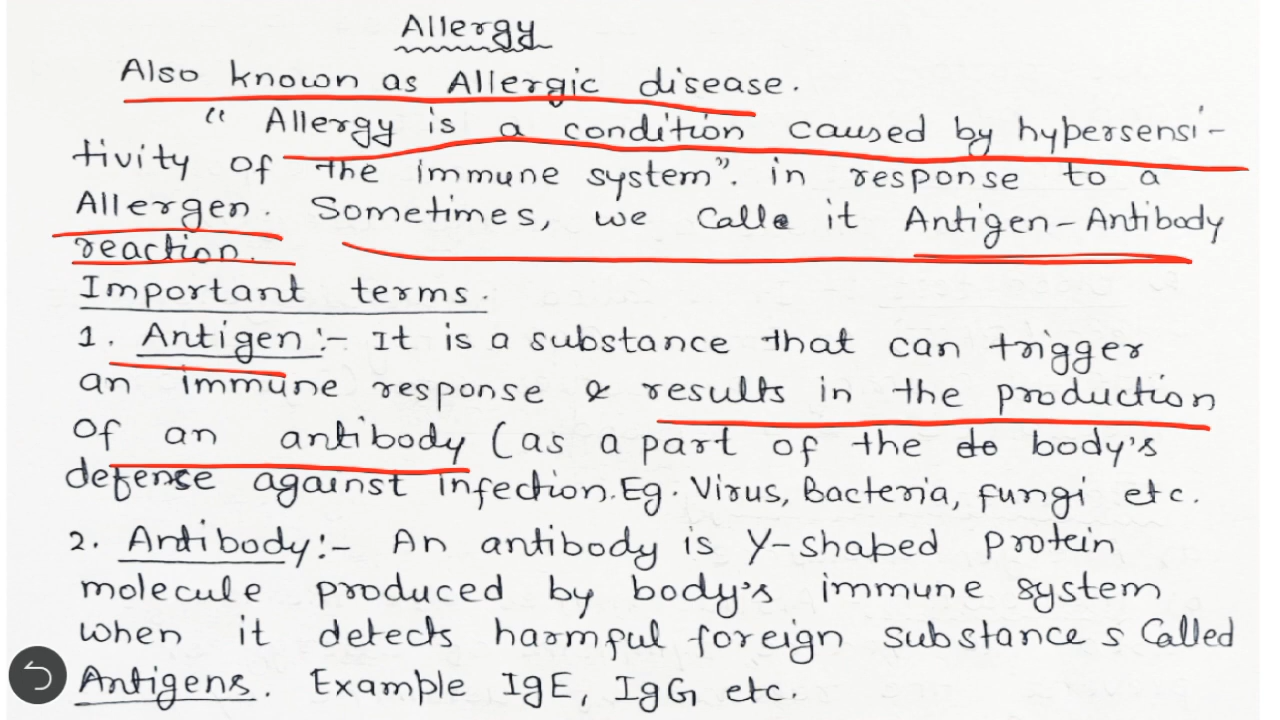 Allergy
Also known as Allergic disease.
" Allergy is a condition caused by hypersensi-
tivity of the immune system". in response to a
Allergen. Sometimes, we Calle it Antigen-Antibody
reaction.
Important terms.
1. Antigen:- It is a substance that can trigger
an immune response & results in the production
of an antibody (as a part of the do body's
defense against infection. Eg. Virus, Bacteria, fungi etc.
2. Antibody:- An antibody is Y-shaped protein
molecule produced by body's immune system
when it detects harmful foreign substances Called
Antigens. Example IgE, IgG, etc.